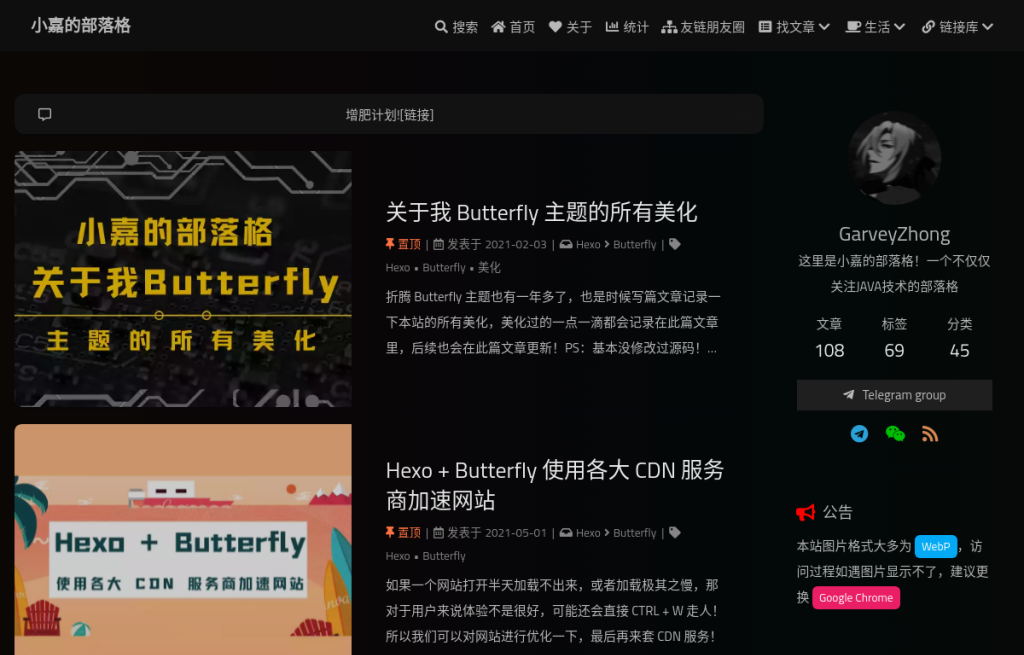 小嘉的部落格
搜索 首页 关于 统计 友链朋友圈 找文章 生活 链接库
增肥计划![链接]
小嘉的部落格
关于我Butterfly
主题的所有美化
关于我 Butterfly 主题的所有美化
置顶 | 发表于 2021-02-03 | Hexo > Butterfly |
Hexo • Butterfly • 美化
折腾 Butterfly 主题也有一年多了，也是时候写篇文章记录一
下本站的所有美化，美化过的一点一滴都会记录在此篇文章
里，后续也会在此篇文章更新！PS：基本没修改过源码！...
Hexo + Butterfly
使用各大 CDN 服务商加速网站
Hexo + Butterfly 使用各大 CDN 服务
商加速网站
置顶 | 发表于 2021-05-01 | Hexo > Butterfly |
Hexo • Butterfly
如果一个网站打开半天加载不出来，或者加载极其之慢，那
对于用户来说体验不是很好，可能还会直接 CTRL + W 走人！
所以我们可以对网站进行优化一下，最后再来套 CDN 服务！
GarveyZhong
这里是小嘉的部落格！一个不仅仅
关注JAVA技术的部落格
文章 标签 分类
108 69 45
Telegram group
公告
本站图片格式大多为 WebP，访
问过程如遇图片显示不了，建议更
换 Google Chrome